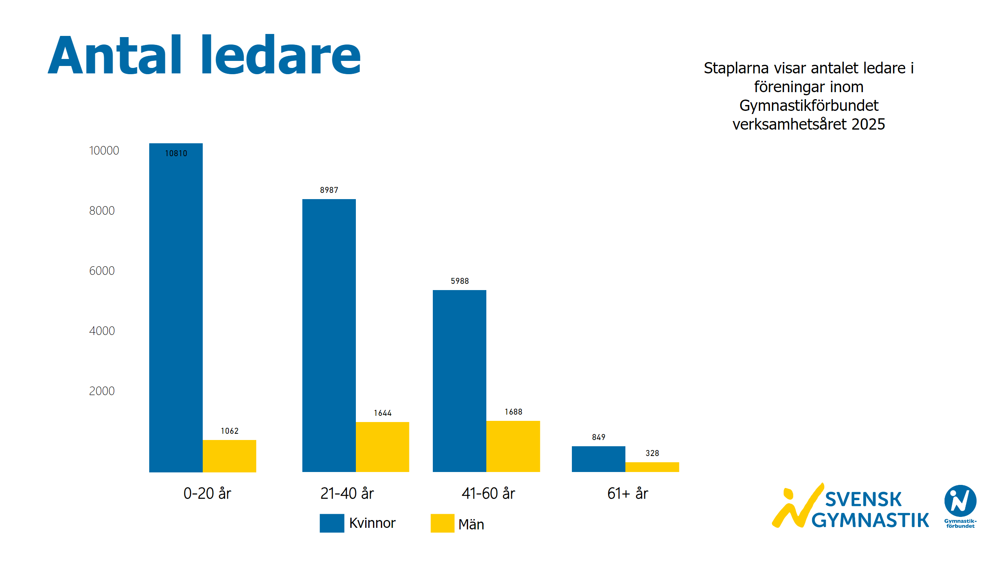 Antal ledare
Staplarna visar antalet ledare i
föreningar inom
Gymnastikförbundet
verksamhetsåret 2025
10000
8000
6000
4000
2000
10810
1062
8987
1644
5988
1688
849
328
0-20 år
21-40 år
41-60 år
61+ år
Kvinnor
Män
SVENSK
GYMNASTIK
Gymnastik-
förbundet